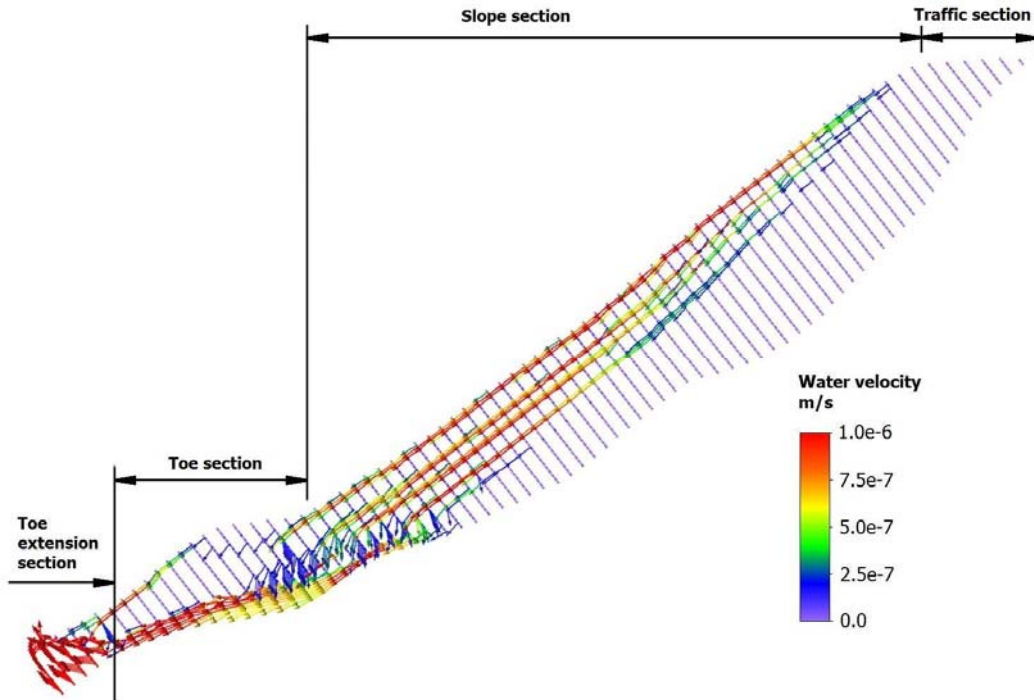 Slope section
Traffic section
Toe section
Toe
extension
section
Water velocity
m/s
1.0e-6
7.5e-7
5.0e-7
2.5e-7
0.0